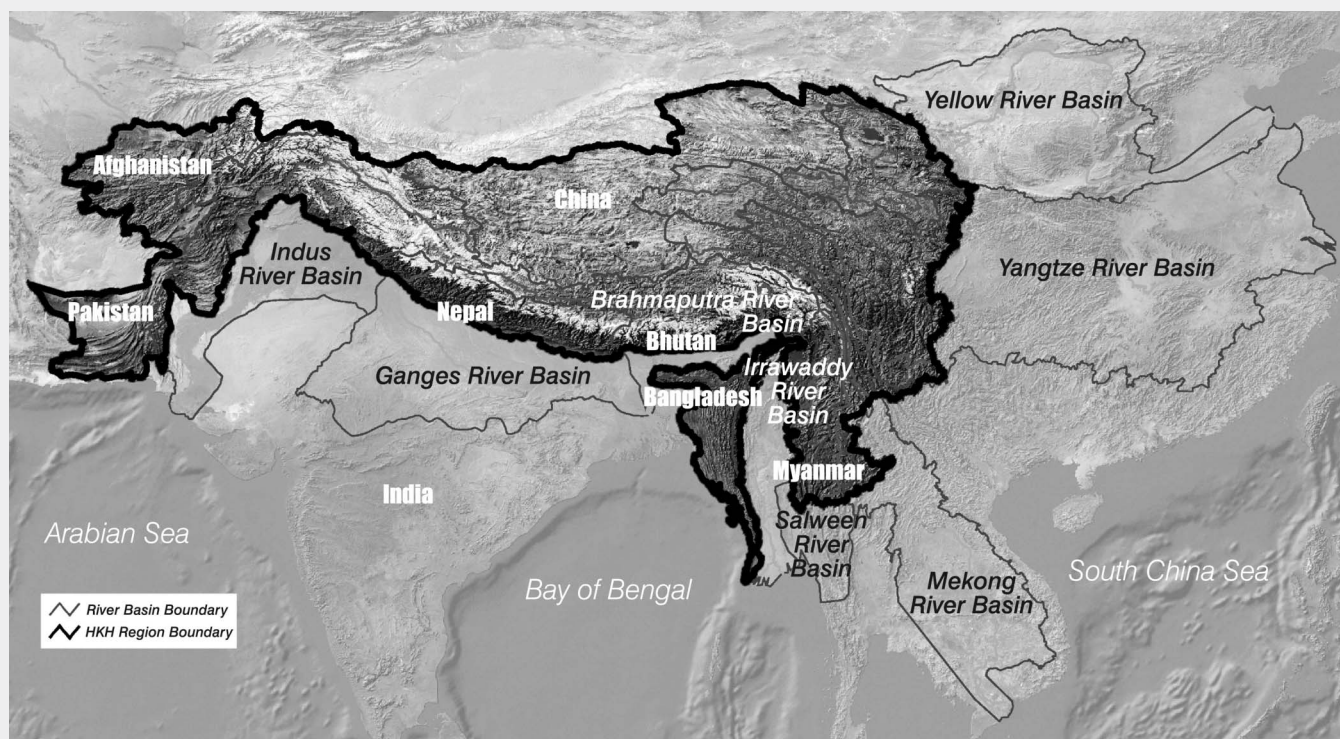 Yellow River Basin
Afghanistan
China
Indus
River Basin
Yangtze River Basin
Pakistan
Nepal
Brahmaputra River
Basin
Bhutan
Ganges River Basin
Irrawaddy
River
Basin
Bangladesh
Myanmar
India
Arabian Sea
Salween
River
Basin
Bay of Bengal
Mekong
River Basin
South China Sea
River Basin Boundary
HKH Region Boundary